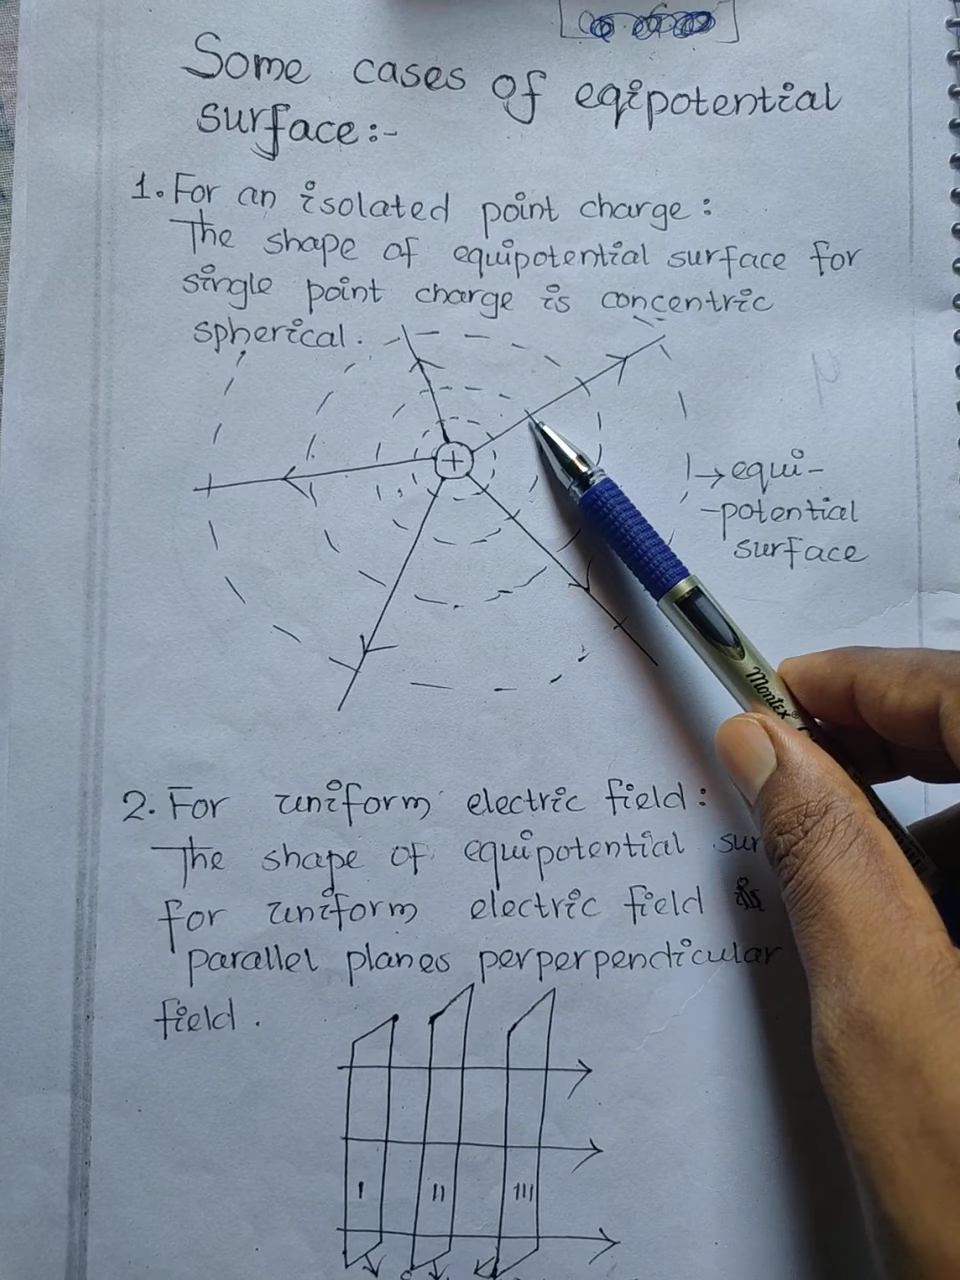 Some cases of eqipotential
surface:-
1. For an isolated point charge:
The shape of equipotential surface for
single point charge is concentric
spherical.
+
→equi-
-potential
surface
Montex
2. For uniform electric field:
The shape of equipotential sur
for uniform electric field is
parallel planes perperpendicular
field.
I II III